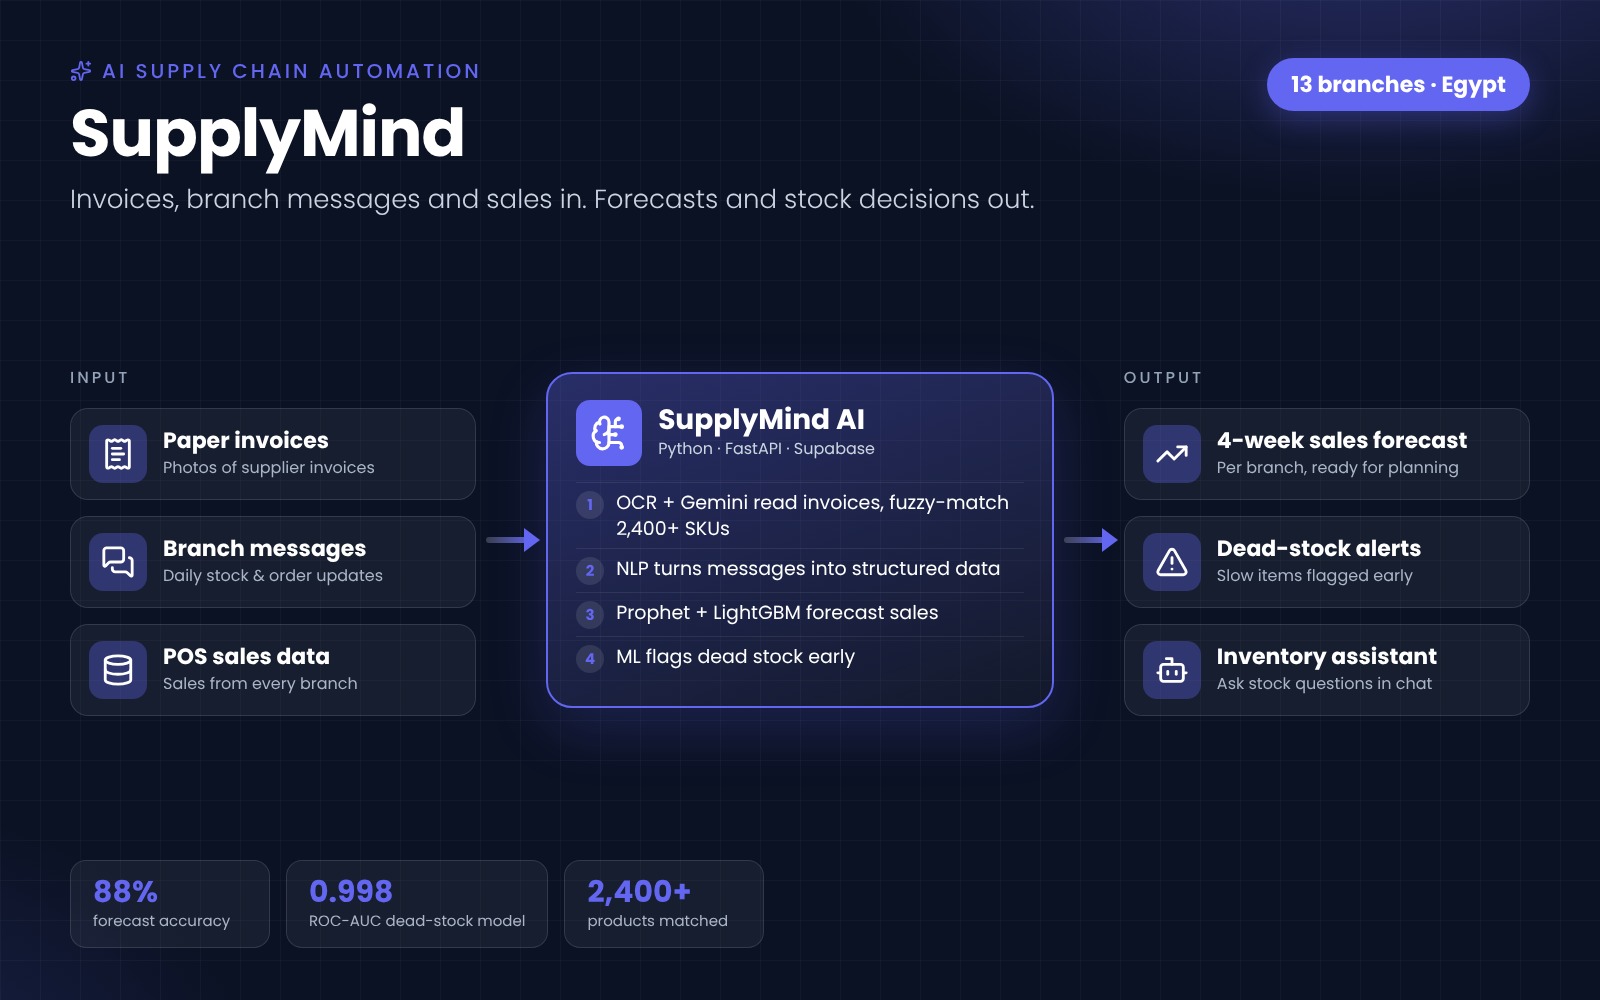 AI SUPPLY CHAIN AUTOMATION
SupplyMind
Invoices, branch messages and sales in. Forecasts and stock decisions out.
13 branches · Egypt
INPUT
Paper invoices
Photos of supplier invoices
Branch messages
Daily stock & order updates
POS sales data
Sales from every branch
SupplyMind AI
Python · FastAPI · Supabase
1 OCR + Gemini read invoices, fuzzy-match
2,400+ SKUs
2 NLP turns messages into structured data
3 Prophet + LightGBM forecast sales
4 ML flags dead stock early
OUTPUT
4-week sales forecast
Per branch, ready for planning
Dead-stock alerts
Slow items flagged early
Inventory assistant
Ask stock questions in chat
88%
forecast accuracy
0.998
ROC-AUC dead-stock model
2,400+
products matched